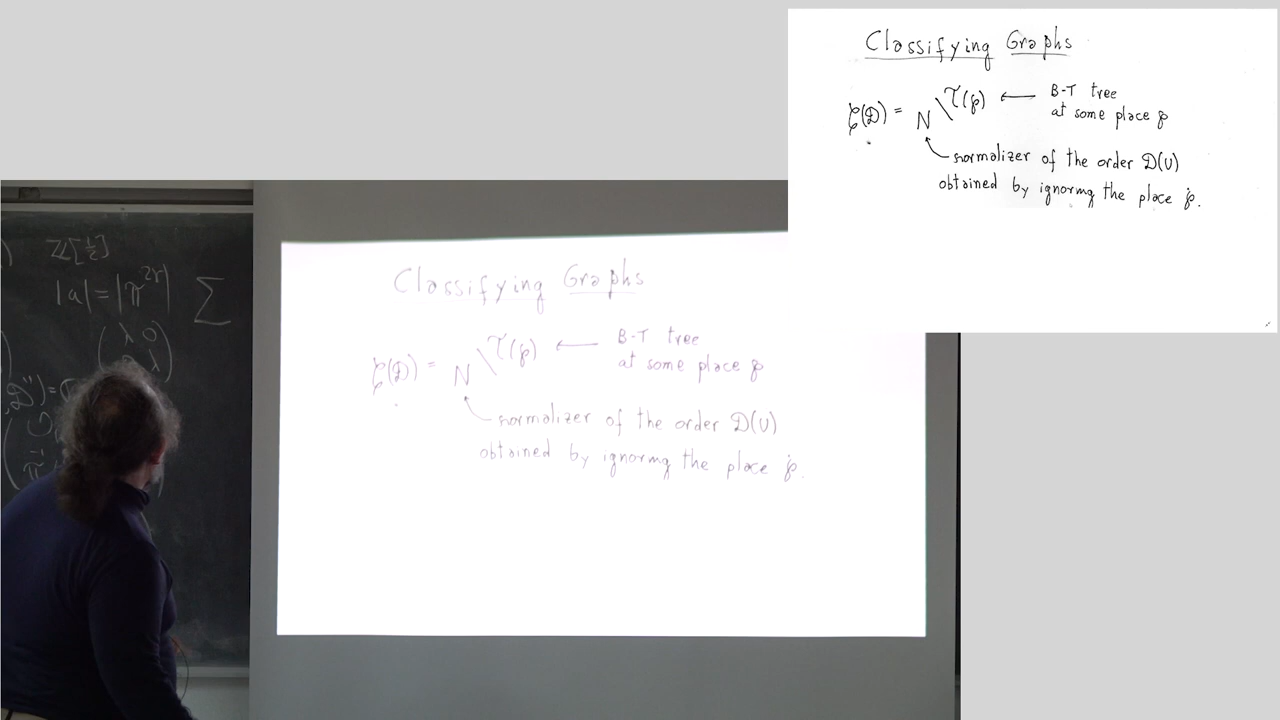 Classifying Graphs
𝔇) = N \ τ(℘) ← B-T tree
at some place ℘
normalizer of the order 𝔇(U)
obtained by ignoring the place ℘.
ℤ[½]
|a|=|π^{2r}| Σ
(λ 0
λ)
Classifying Graphs
(𝔇) = N \ τ(℘) ← B-T tree
at some place ℘
normalizer of the order 𝔇(U)
obtained by ignoring the place ℘.